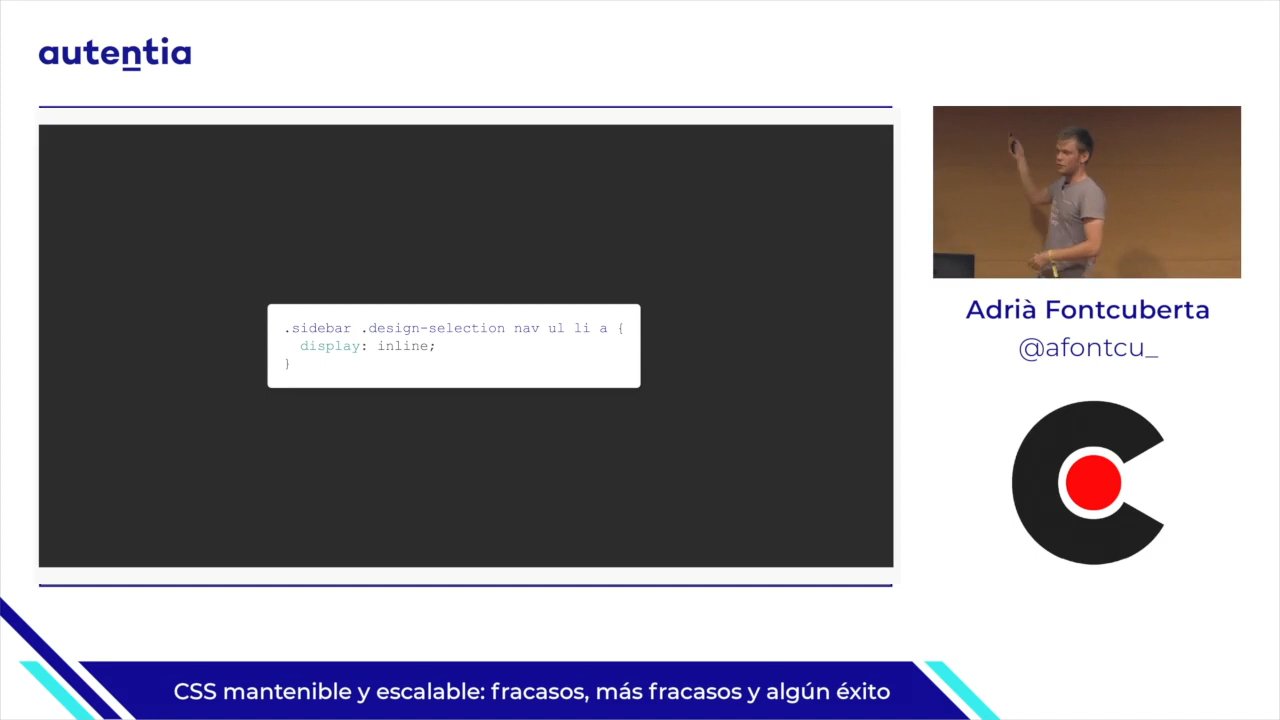 autentia
.sidebar .design-selection nav ul li a {
  display: inline;
}
Adrià Fontcuberta
@afontcu_
CSS mantenible y escalable: fracasos, más fracasos y algún éxito